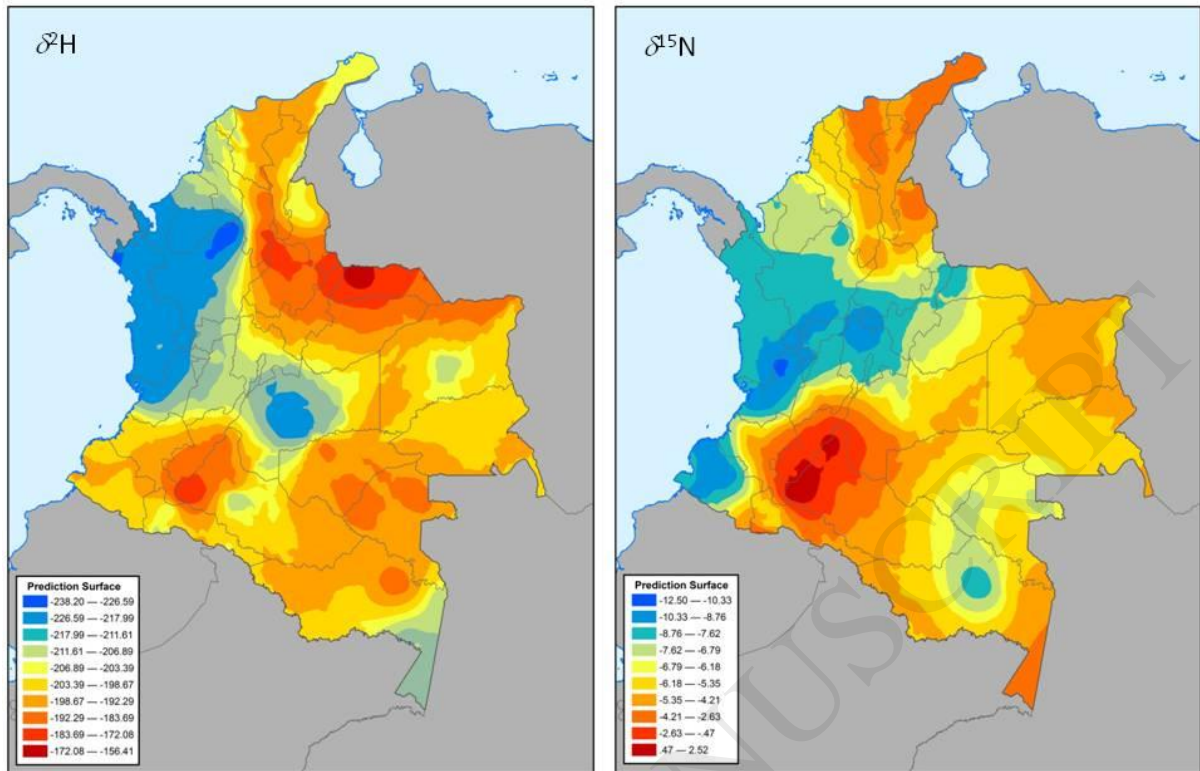 δ²H
Prediction Surface
-238.20 — -226.59
-226.59 — -217.99
-217.99 — -211.61
-211.61 — -206.89
-206.89 — -203.39
-203.39 — -198.67
-198.67 — -192.29
-192.29 — -183.69
-183.69 — -172.08
-172.08 — -156.41
δ¹⁵N
Prediction Surface
-12.50 — -10.33
-10.33 — -8.76
-8.76 — -7.62
-7.62 — -6.79
-6.79 — -6.18
-6.18 — -5.35
-5.35 — -4.21
-4.21 — -2.63
-2.63 — -.47
.47 — 2.52
NUSCRIPT